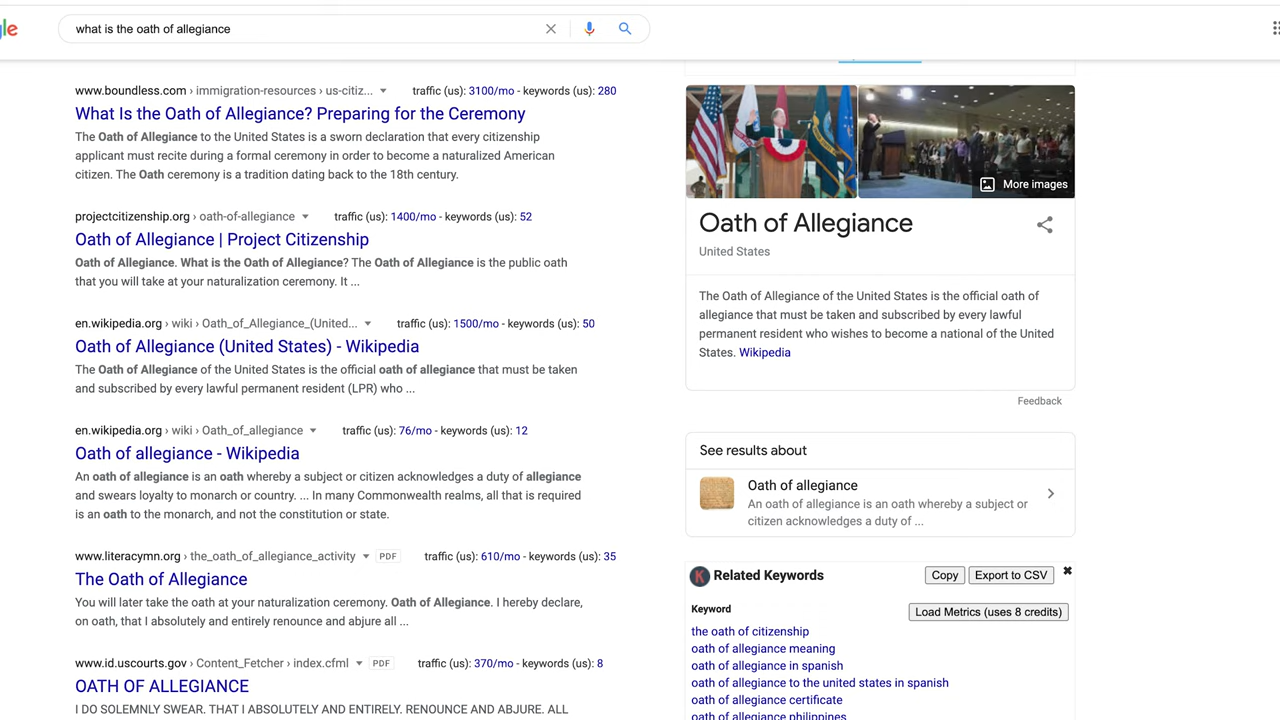 gle
what is the oath of allegiance
www.boundless.com › immigration-resources › us-citiz... traffic (us): 3100/mo - keywords (us): 280
What Is the Oath of Allegiance? Preparing for the Ceremony
The Oath of Allegiance to the United States is a sworn declaration that every citizenship
applicant must recite during a formal ceremony in order to become a naturalized American
citizen. The Oath ceremony is a tradition dating back to the 18th century.
projectcitizenship.org › oath-of-allegiance traffic (us): 1400/mo - keywords (us): 52
Oath of Allegiance | Project Citizenship
Oath of Allegiance. What is the Oath of Allegiance? The Oath of Allegiance is the public oath
that you will take at your naturalization ceremony. It ...
en.wikipedia.org › wiki › Oath_of_Allegiance_(United... traffic (us): 1500/mo - keywords (us): 50
Oath of Allegiance (United States) - Wikipedia
The Oath of Allegiance of the United States is the official oath of allegiance that must be taken
and subscribed by every lawful permanent resident (LPR) who ...
en.wikipedia.org › wiki › Oath_of_allegiance traffic (us): 76/mo - keywords (us): 12
Oath of allegiance - Wikipedia
An oath of allegiance is an oath whereby a subject or citizen acknowledges a duty of allegiance
and swears loyalty to monarch or country. ... In many Commonwealth realms, all that is required
is an oath to the monarch, and not the constitution or state.
www.literacymn.org › the_oath_of_allegiance_activity PDF traffic (us): 610/mo - keywords (us): 35
The Oath of Allegiance
You will later take the oath at your naturalization ceremony. Oath of Allegiance. I hereby declare,
on oath, that I absolutely and entirely renounce and abjure all ...
www.id.uscourts.gov › Content_Fetcher › index.cfml PDF traffic (us): 370/mo - keywords (us): 8
OATH OF ALLEGIANCE
I DO SOLEMNLY SWEAR. THAT I ABSOLUTELY AND ENTIRELY. RENOUNCE AND ABJURE. ALL
More images
Oath of Allegiance
United States
The Oath of Allegiance of the United States is the official oath of
allegiance that must be taken and subscribed by every lawful
permanent resident who wishes to become a national of the United
States. Wikipedia
Feedback
See results about
Oath of allegiance
An oath of allegiance is an oath whereby a subject or
citizen acknowledges a duty of ...
K Related Keywords Copy Export to CSV
Keyword Load Metrics (uses 8 credits)
the oath of citizenship
oath of allegiance meaning
oath of allegiance in spanish
oath of allegiance to the united states in spanish
oath of allegiance certificate
oath of allegiance philippines